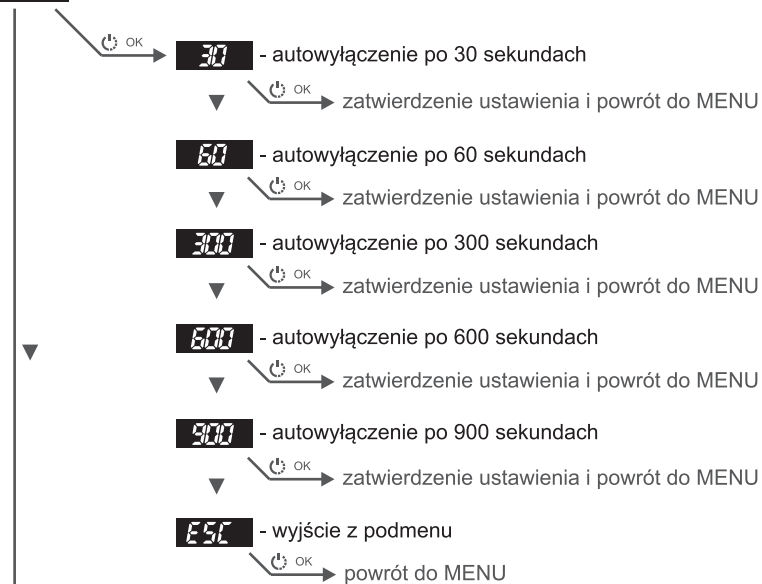 OK
30 - autowyłączenie po 30 sekundach
OK zatwierdzenie ustawienia i powrót do MENU
60 - autowyłączenie po 60 sekundach
OK zatwierdzenie ustawienia i powrót do MENU
300 - autowyłączenie po 300 sekundach
OK zatwierdzenie ustawienia i powrót do MENU
600 - autowyłączenie po 600 sekundach
OK zatwierdzenie ustawienia i powrót do MENU
900 - autowyłączenie po 900 sekundach
OK zatwierdzenie ustawienia i powrót do MENU
ESC - wyjście z podmenu
OK powrót do MENU